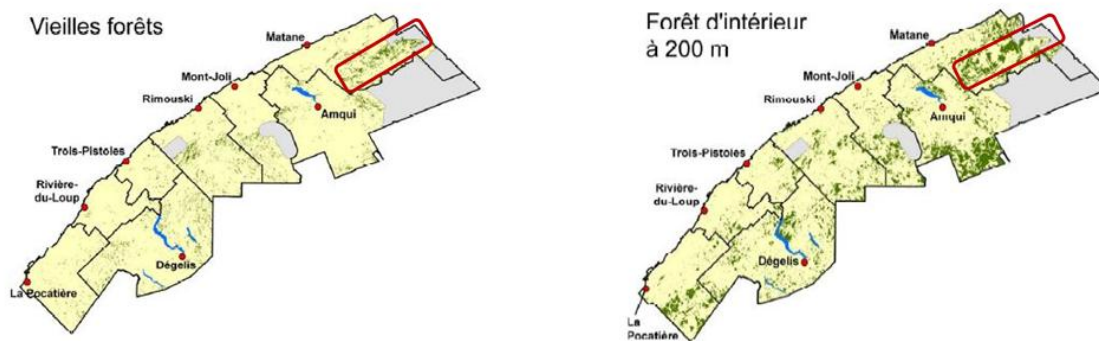 Vieilles forêts
Matane
Mont-Joli
Rimouski
Amqui
Trois-Pistoles
Rivière-
du-Loup
Dégelis
La Pocatière
Forêt d'intérieur
à 200 m
Matane
Mont-Joli
Rimouski
Amqui
Trois-Pistoles
Rivière-
du-Loup
Dégelis
La
Pocatière